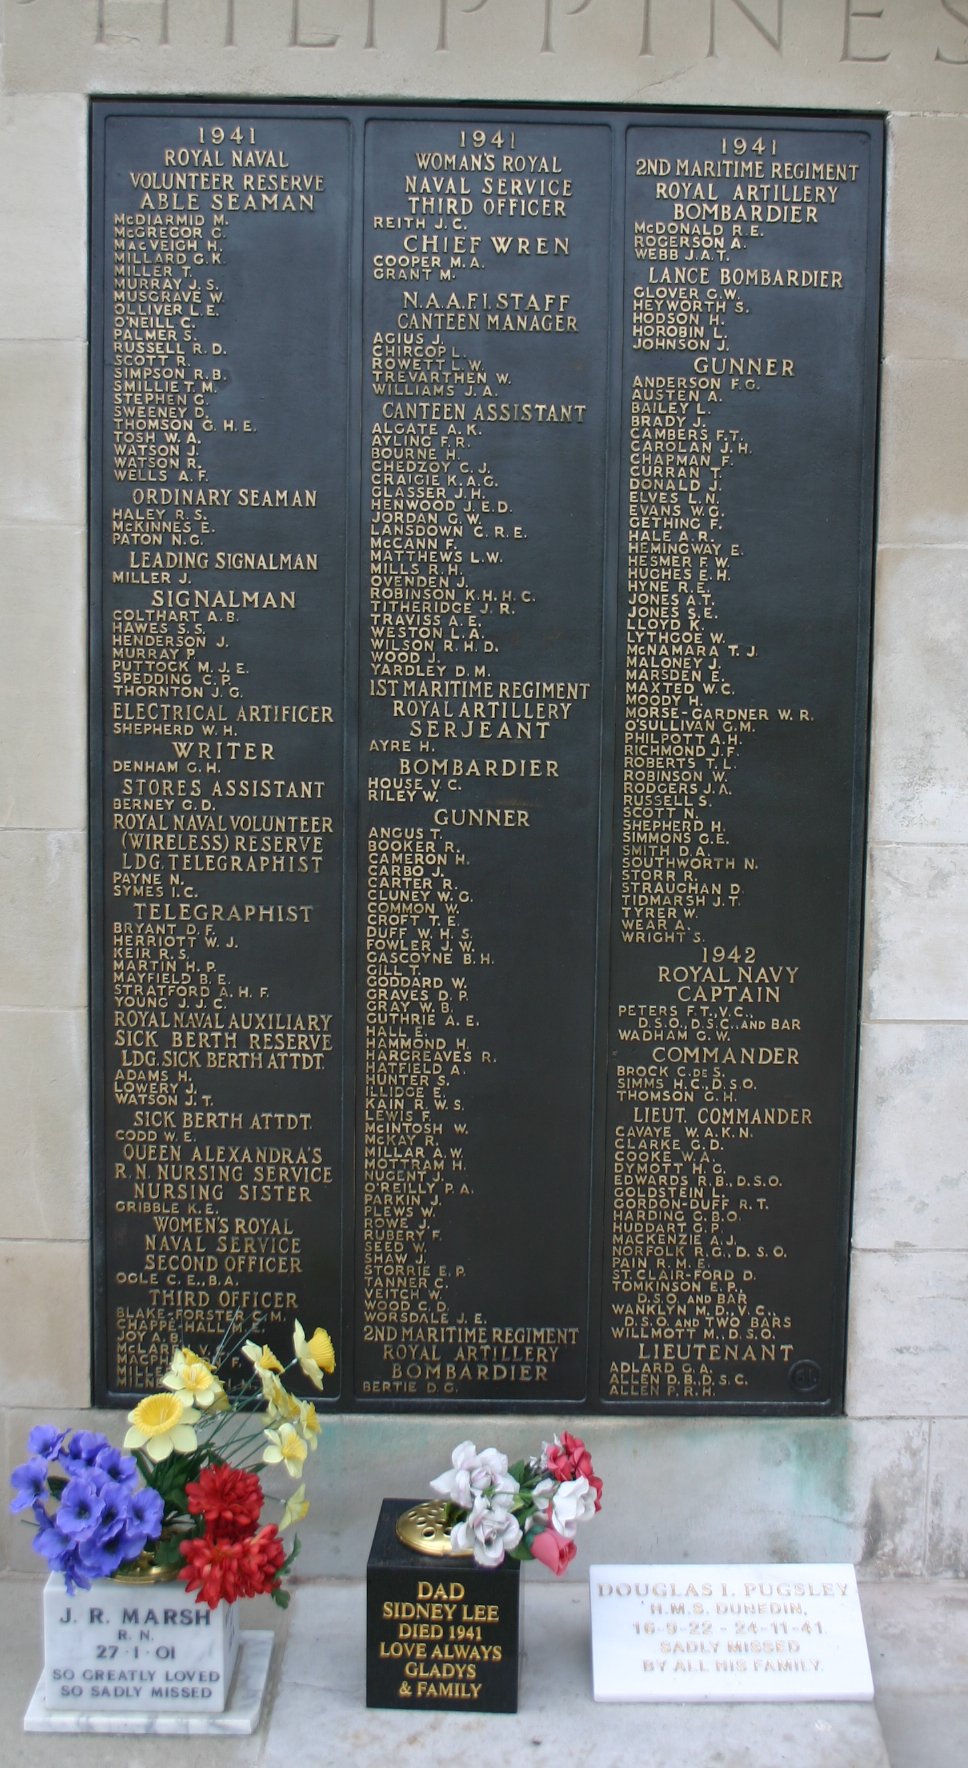 PHILIPPINES
1941
ROYAL NAVAL
VOLUNTEER RESERVE
ABLE SEAMAN
McDIARMID M.
McGREGOR C.
MACVEIGH H.
MILLARD G.K.
MILLER T.
MURRAY J.S.
MUSGRAVE W.
OLLIVER L.E.
O'NEILL C.
PALMER S.
RUSSELL R.D.
SCOTT R.
SIMPSON R.B.
SMILLIE T.M.
STEPHEN G.
SWEENEY D.
THOMSON G.H.E.
TOSH W.A.
WATSON J.
WATSON R.
WELLS A.F.
ORDINARY SEAMAN
HALEY R.S.
McKINNES E.
PATON N.G.
LEADING SIGNALMAN
MILLER J.
SIGNALMAN
COLTHART A.B.
HAWES S.S.
HENDERSON J.
MURRAY P.
PUTTOCK M.J.E.
SPEDDING C.P.
THORNTON J.G.
ELECTRICAL ARTIFICER
SHEPHERD W.H.
WRITER
DENHAM G.H.
STORES ASSISTANT
BERNEY G.D.
ROYAL NAVAL VOLUNTEER
(WIRELESS) RESERVE
LDG. TELEGRAPHIST
PAYNE N.
SYMES I.C.
TELEGRAPHIST
BRYANT D.F.
HERRIOTT W.J.
KEIR R.S.
MARTIN H.P.
MAYFIELD B.E.
STRATFORD A.H.F.
YOUNG J.J.C.
ROYAL NAVAL AUXILIARY
SICK BERTH RESERVE
LDG. SICK BERTH ATTDT.
ADAMS H.
LOWERY J.
WATSON J.T.
SICK BERTH ATTDT.
CODD W.E.
QUEEN ALEXANDRA'S
R.N. NURSING SERVICE
NURSING SISTER
GRIBBLE K.E.
WOMEN'S ROYAL
NAVAL SERVICE
SECOND OFFICER
OGLE C.E., B.A.
THIRD OFFICER
BLAKE-FORSTER C.M.
CHAPPÉ-HALL M.E.
JOY A.B.
1941
WOMAN'S ROYAL
NAVAL SERVICE
THIRD OFFICER
REITH J.C.
CHIEF WREN
COOPER M.A.
GRANT M.
N.A.A.F.I. STAFF
CANTEEN MANAGER
AGIUS J.
CHIRCOP L.
ROWETT L.W.
TREVARTHEN W.
WILLIAMS J.A.
CANTEEN ASSISTANT
ALGATE A.K.
AYLING F.R.
BOURNE H.
CHEDZOY C.J.
CRAIGIE K.A.G.
GLASSER J.H.
HENWOOD J.E.D.
JORDAN G.W.
LANSDOWN C.R.E.
McCANN F.
MATTHEWS L.W.
MILLS R.H.
OVENDEN J.
ROBINSON K.H.H.C.
TITHERIDGE J.R.
TRAVISS A.E.
WESTON L.A.
WILSON R.H.D.
WOOD J.
YARDLEY D.M.
1ST MARITIME REGIMENT
ROYAL ARTILLERY
SERJEANT
AYRE H.
BOMBARDIER
HOUSE V.C.
RILEY W.
GUNNER
ANGUS T.
BOOKER R.
CAMERON H.
CARBO J.
CARTER R.
CLUNEY W.G.
COMMON W.
CROFT T.E.
DUFF W.H.S.
FOWLER J.W.
GASCOYNE B.H.
GILL T.
GODDARD W.
GRAVES D.P.
GRAY W.B.
GUTHRIE A.E.
HALL E.
HAMMOND H.
HARGREAVES R.
HATFIELD A.
HUNTER S.
ILLIDGE E.
KAIN R.W.S.
LEWIS F.
McINTOSH W.
McKAY R.
MILLAR A.W.
MOTTRAM H.
NUGENT J.
O'REILLY P.A.
PARKIN J.
PLEWS W.
ROWE J.
RUBERY F.
SEED W.
SHAW J.
STORRIE E.P.
TANNER C.
VEITCH W.
WOOD C.D.
WORSDALE J.E.
2ND MARITIME REGIMENT
ROYAL ARTILLERY
BOMBARDIER
BERTIE D.G.
1941
2ND MARITIME REGIMENT
ROYAL ARTILLERY
BOMBARDIER
McDONALD R.E.
ROGERSON A.
WEBB J.A.T.
LANCE BOMBARDIER
GLOVER G.W.
HEYWORTH S.
HODSON H.
HOROBIN L.
JOHNSON J.
GUNNER
ANDERSON F.G.
AUSTEN A.
BAILEY L.
BRADY J.
CAMBERS F.T.
CAROLAN J.H.
CHAPMAN F.
CURRAN T.
DONALD J.
ELVES L.N.
EVANS W.G.
GETHING F.
HALE A.R.
HEMINGWAY E.
HESMER F.W.
HUGHES E.H.
HYNE R.E.
JONES A.T.
JONES S.E.
LLOYD K.
LYTHGOE W.
McNAMARA T.J.
MALONEY J.
MARSDEN E.
MAXTED W.C.
MOODY H.
MORSE-GARDNER W.R.
O'SULLIVAN G.M.
PHILPOTT A.H.
RICHMOND J.F.
ROBERTS T.L.
ROBINSON W.
RODGERS J.A.
RUSSELL S.
SCOTT N.
SHEPHERD H.
SIMMONS G.E.
SMITH D.A.
SOUTHWORTH N.
STORR R.
STRAUGHAN D.
TIDMARSH J.T.
TYRER W.
WEAR A.
WRIGHT S.
1942
ROYAL NAVY
CAPTAIN
PETERS F.T., V.C.,
D.S.O., D.S.C., AND BAR
WADHAM G.W.
COMMANDER
BROCK C. DE S.
SIMMS H.C., D.S.O.
THOMSON G.H.
LIEUT. COMMANDER
CAVAYE W.A.K.N.
CLARKE G.D.
COOKE W.A.
DYMOTT H.G.
EDWARDS R.B., D.S.O.
GOLDSTEIN L.
GORDON-DUFF R.T.
HARDING G.B.O.
HUDDART G.P.
MACKENZIE A.J.
NORFOLK R.G., D.S.O.
PAIN R.M.E.
ST. CLAIR-FORD D.
TOMKINSON E.P.,
D.S.O. AND BAR
WANKLYN M.D., V.C.,
D.S.O. AND TWO BARS
WILLMOTT M., D.S.O.
LIEUTENANT
ADLARD G.A.
ALLEN D.B., D.S.C.
ALLEN P.R.H.
J. R. MARSH
R.N.
27·1·01
SO GREATLY LOVED
SO SADLY MISSED
DAD
SIDNEY LEE
DIED 1941
LOVE ALWAYS
GLADYS
& FAMILY
DOUGLAS I. PUGSLEY
H.M.S. DUNEDIN,
16-9-22 - 24-11-41
SADLY MISSED
BY ALL HIS FAMILY.